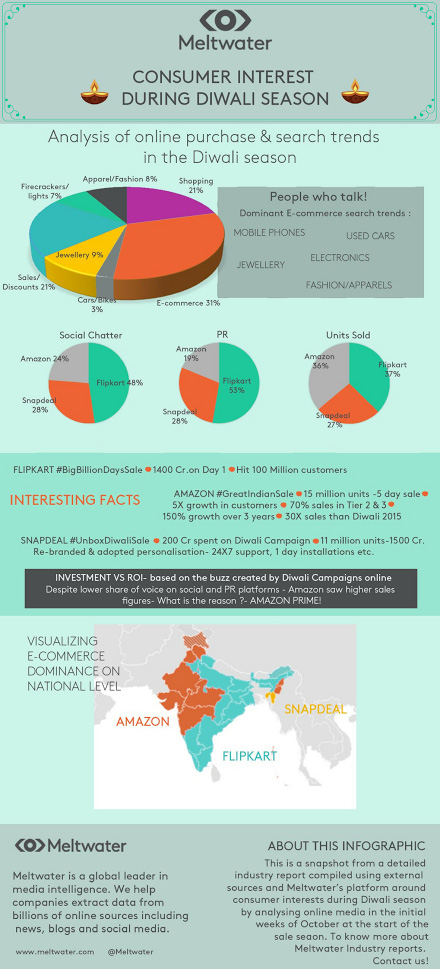 Meltwater
CONSUMER INTEREST
DURING DIWALI SEASON
Analysis of online purchase & search trends
in the Diwali season
Apparel/Fashion 8%
Shopping
21%
Firecrackers/
lights 7%
Jewellery 9%
Sales/
Discounts 21%
Cars/Bikes
3%
E-commerce 31%
People who talk!
Dominant E-commerce search trends :
MOBILE PHONES
USED CARS
JEWELLERY
ELECTRONICS
FASHION/APPARELS
Social Chatter
Amazon 24%
Flipkart 48%
Snapdeal
28%
PR
Amazon
19%
Flipkart
53%
Snapdeal
28%
Units Sold
Amazon
36%
Flipkart
37%
Snapdeal
27%
FLIPKART #BigBillionDaysSale 1400 Cr.on Day 1 Hit 100 Million customers
INTERESTING FACTS
AMAZON #GreatIndianSale 15 million units -5 day sale
5X growth in customers 70% sales in Tier 2 & 3
150% growth over 3 years 30X sales than Diwali 2015
SNAPDEAL #UnboxDiwaliSale 200 Cr spent on Diwali Campaign 11 million units-1500 Cr.
Re-branded & adopted personalisation- 24X7 support, 1 day installations etc.
INVESTMENT VS ROI- based on the buzz created by Diwali Campaigns online
Despite lower share of voice on social and PR platforms - Amazon saw higher sales
figures- What is the reason ?- AMAZON PRIME!
VISUALIZING
E-COMMERCE
DOMINANCE ON
NATIONAL LEVEL
AMAZON
SNAPDEAL
FLIPKART
Meltwater
Meltwater is a global leader in
media intelligence. We help
companies extract data from
billions of online sources including
news, blogs and social media.
www.meltwater.com @Meltwater
ABOUT THIS INFOGRAPHIC
This is a snapshot from a detailed
industry report compiled using external
sources and Meltwater's platform around
consumer interests during Diwali season
by analysing online media in the initial
weeks of October at the start of the
sale season. To know more about
Meltwater Industry reports.
Contact us!